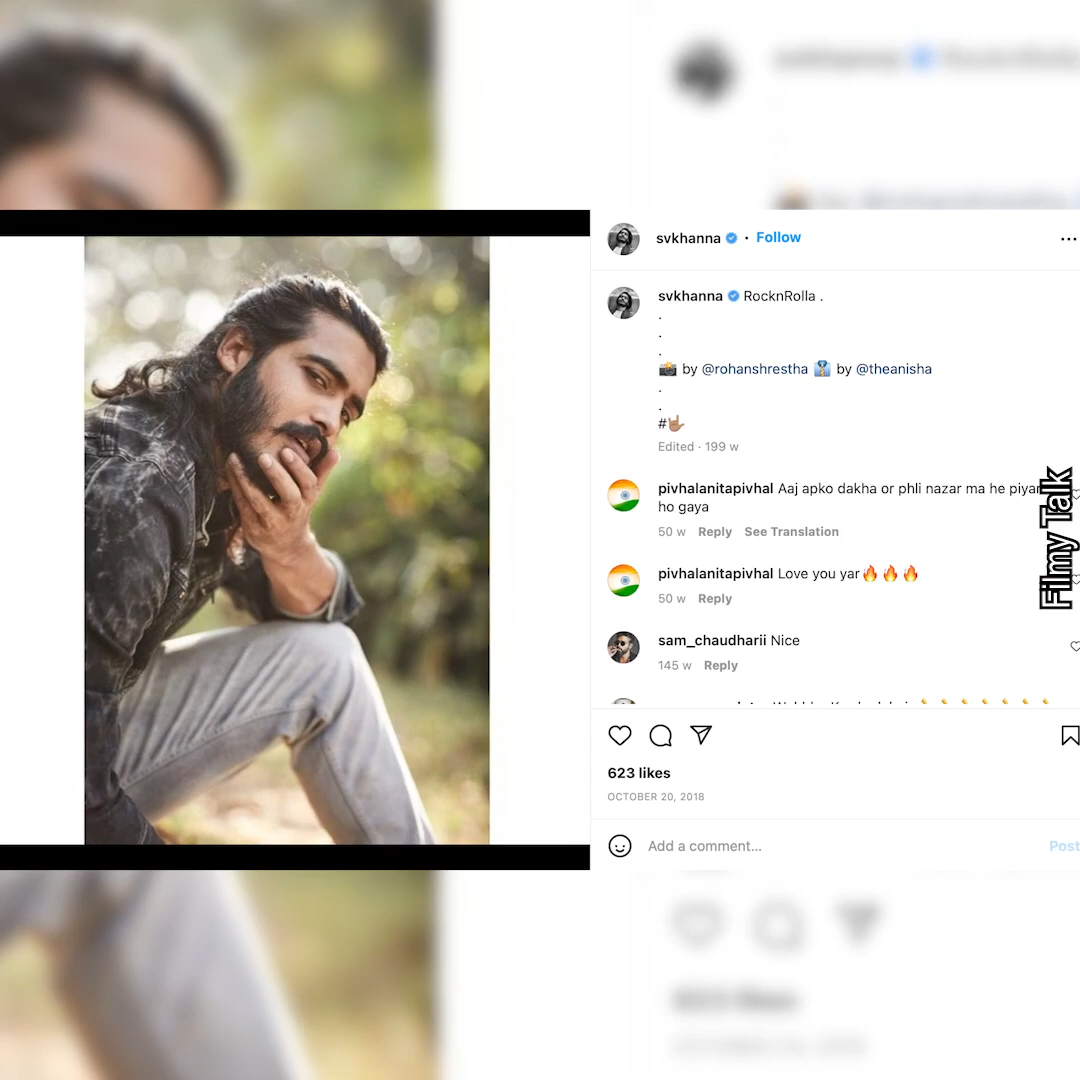 svkhanna • Follow
svkhanna RocknRolla .
.
.
.
📸 by @rohanshrestha 👔 by @theanisha
.
.
#🤟🏽
Edited · 199 w
pivhalanitapivhal Aaj apko dakha or phli nazar ma he piyar
ho gaya
50 w Reply See Translation
pivhalanitapivhal Love you yar🔥🔥🔥
50 w Reply
sam_chaudharii Nice
145 w Reply
623 likes
OCTOBER 20, 2018
Add a comment...
Post
Filmy Talk